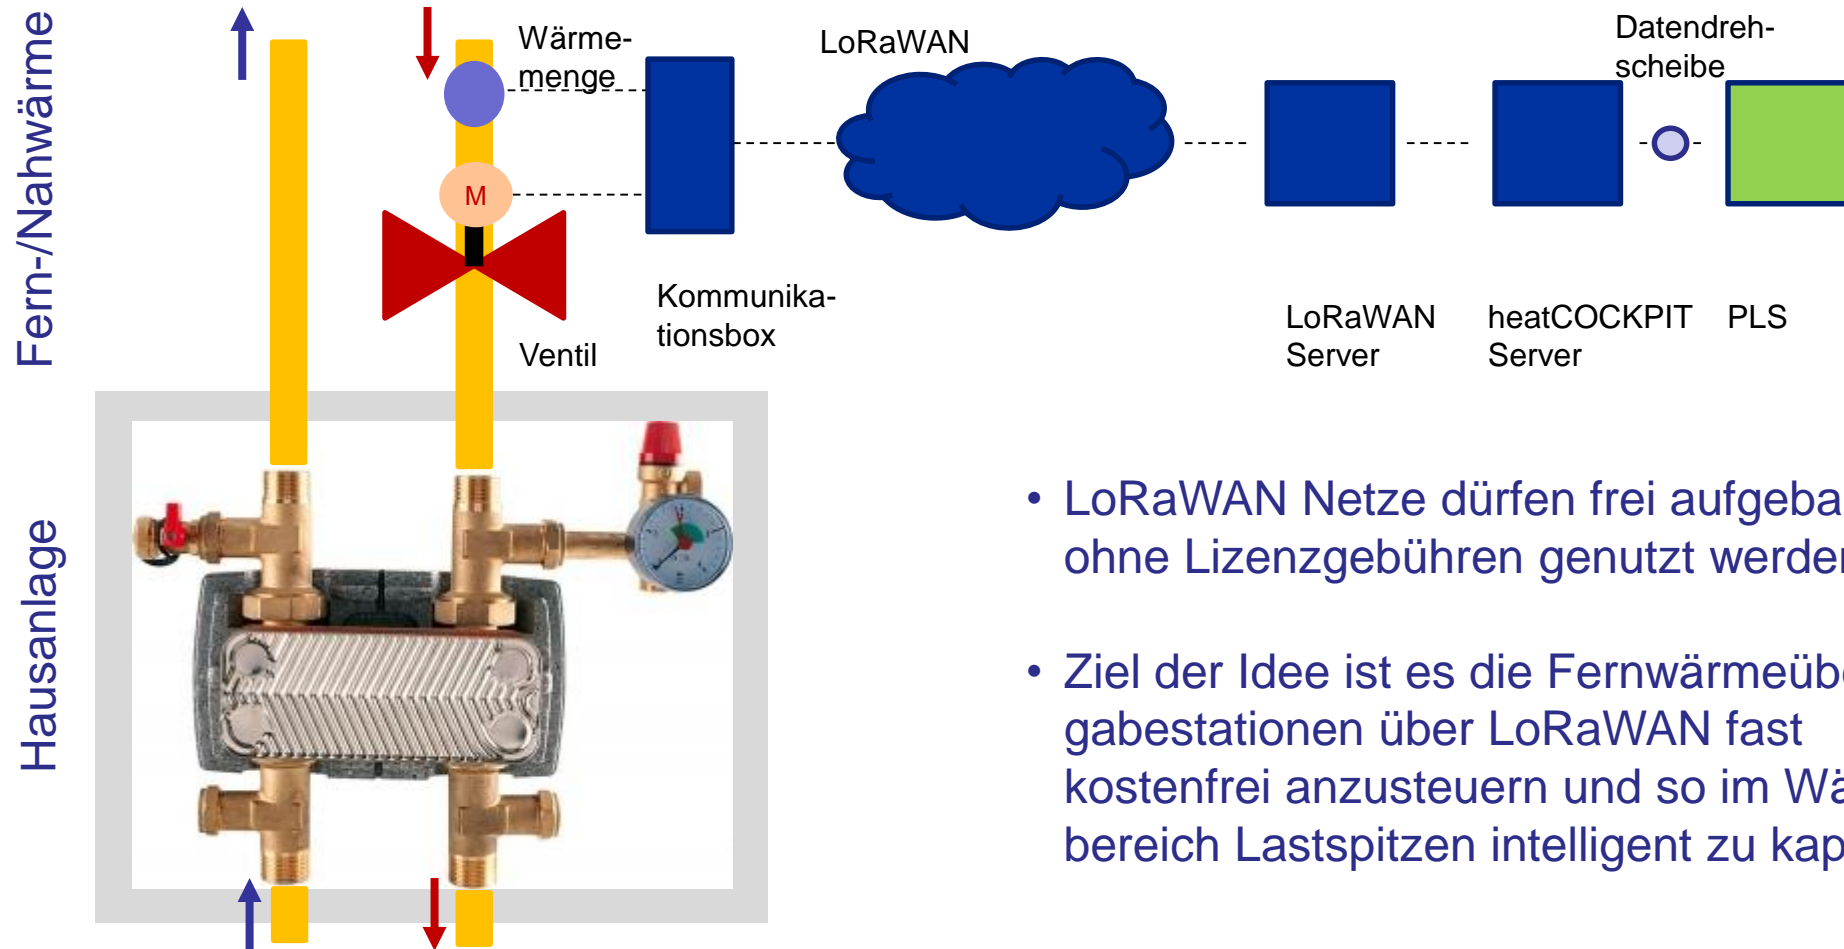 Fern-/Nahwärme
Hausanlage
Wärme-
menge
M
Ventil
Kommunika-
tionsbox
LoRaWAN
LoRaWAN
Server
heatCOCKPIT
Server
Datendreh-
scheibe
PLS
• LoRaWAN Netze dürfen frei aufgeba
ohne Lizenzgebühren genutzt werde
• Ziel der Idee ist es die Fernwärmeüb
gabestationen über LoRaWAN fast
kostenfrei anzusteuern und so im Wä
bereich Lastspitzen intelligent zu kap